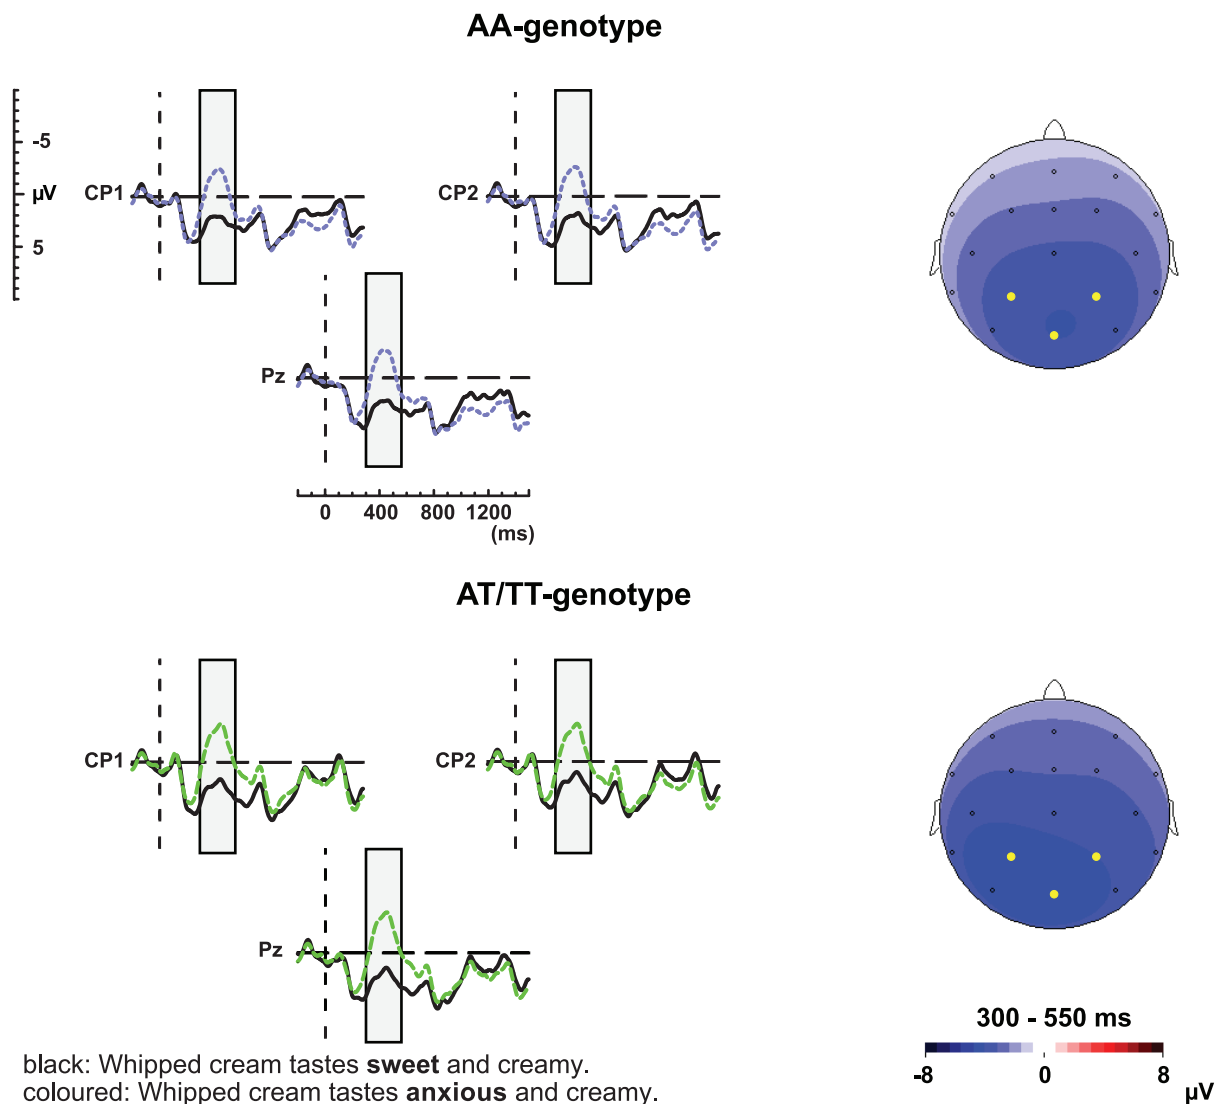 AA-genotype
-5
µV
5
CP1
CP2
Pz
0 400 800 1200
(ms)
AT/TT-genotype
CP1
CP2
Pz
300 - 550 ms
-8 0 8
µV
black: Whipped cream tastes sweet and creamy.
coloured: Whipped cream tastes anxious and creamy.